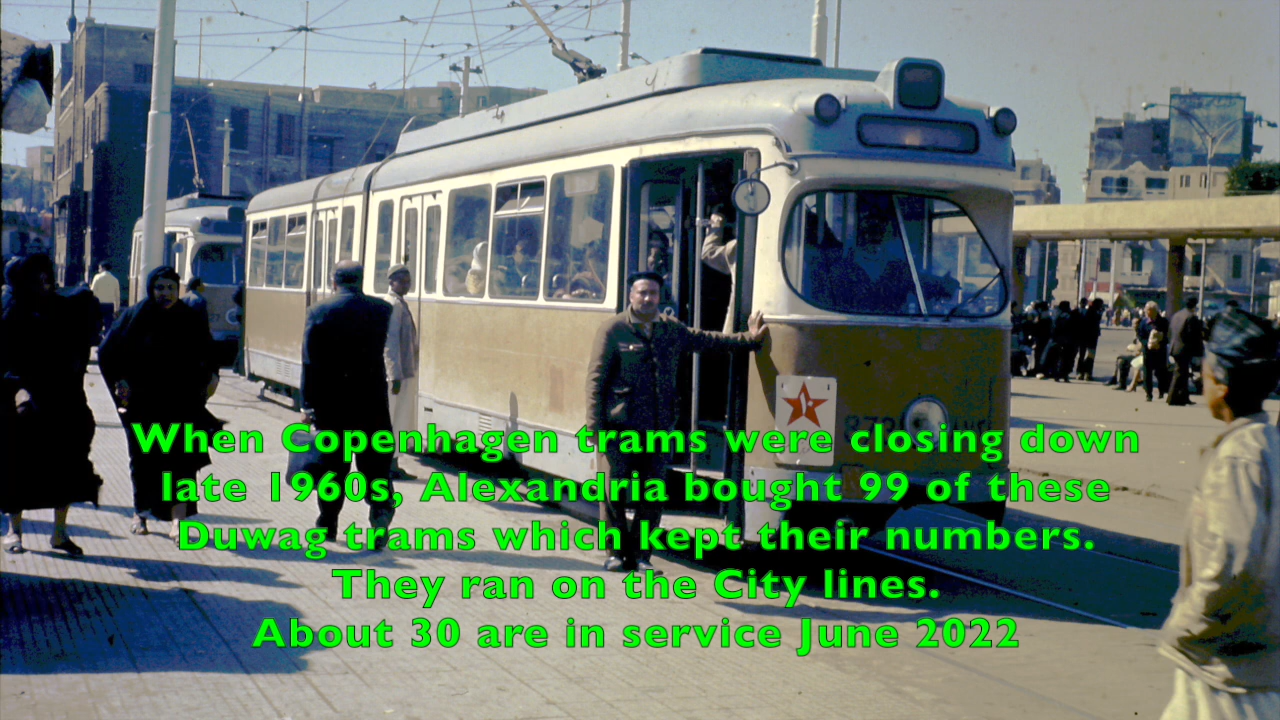 When Copenhagen trams were closing down
late 1960s, Alexandria bought 99 of these
Duwag trams which kept their numbers.
They ran on the City lines.
About 30 are in service June 2022